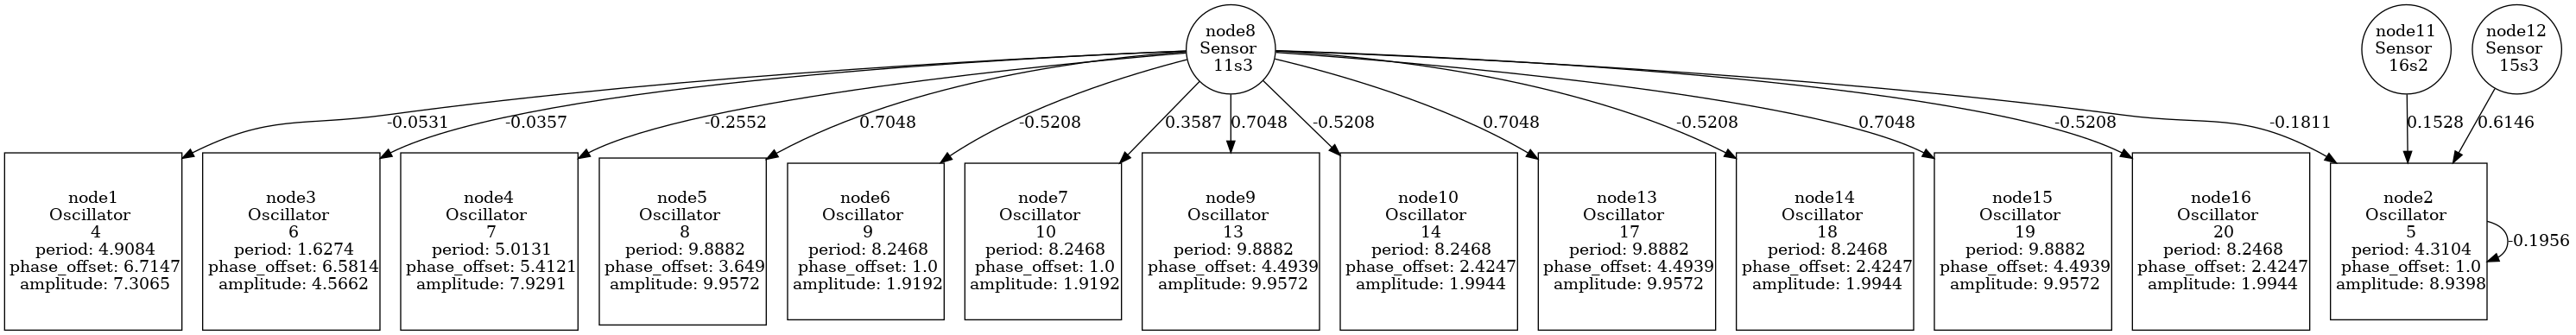 node8
Sensor
11s3
node11
Sensor
16s2
node12
Sensor
15s3
-0.0531
-0.0357
-0.2552
0.7048
-0.5208
0.3587
0.7048
-0.5208
0.7048
-0.5208
0.7048
-0.5208
-0.1811
0.1528
0.6146
node1
Oscillator
4
period: 4.9084
phase_offset: 6.7147
amplitude: 7.3065
node3
Oscillator
6
period: 1.6274
phase_offset: 6.5814
amplitude: 4.5662
node4
Oscillator
7
period: 5.0131
phase_offset: 5.4121
amplitude: 7.9291
node5
Oscillator
8
period: 9.8882
phase_offset: 3.649
amplitude: 9.9572
node6
Oscillator
9
period: 8.2468
phase_offset: 1.0
amplitude: 1.9192
node7
Oscillator
10
period: 8.2468
phase_offset: 1.0
amplitude: 1.9192
node9
Oscillator
13
period: 9.8882
phase_offset: 4.4939
amplitude: 9.9572
node10
Oscillator
14
period: 8.2468
phase_offset: 2.4247
amplitude: 1.9944
node13
Oscillator
17
period: 9.8882
phase_offset: 4.4939
amplitude: 9.9572
node14
Oscillator
18
period: 8.2468
phase_offset: 2.4247
amplitude: 1.9944
node15
Oscillator
19
period: 9.8882
phase_offset: 4.4939
amplitude: 9.9572
node16
Oscillator
20
period: 8.2468
phase_offset: 2.4247
amplitude: 1.9944
node2
Oscillator
5
period: 4.3104
phase_offset: 1.0
amplitude: 8.9398
-0.1956